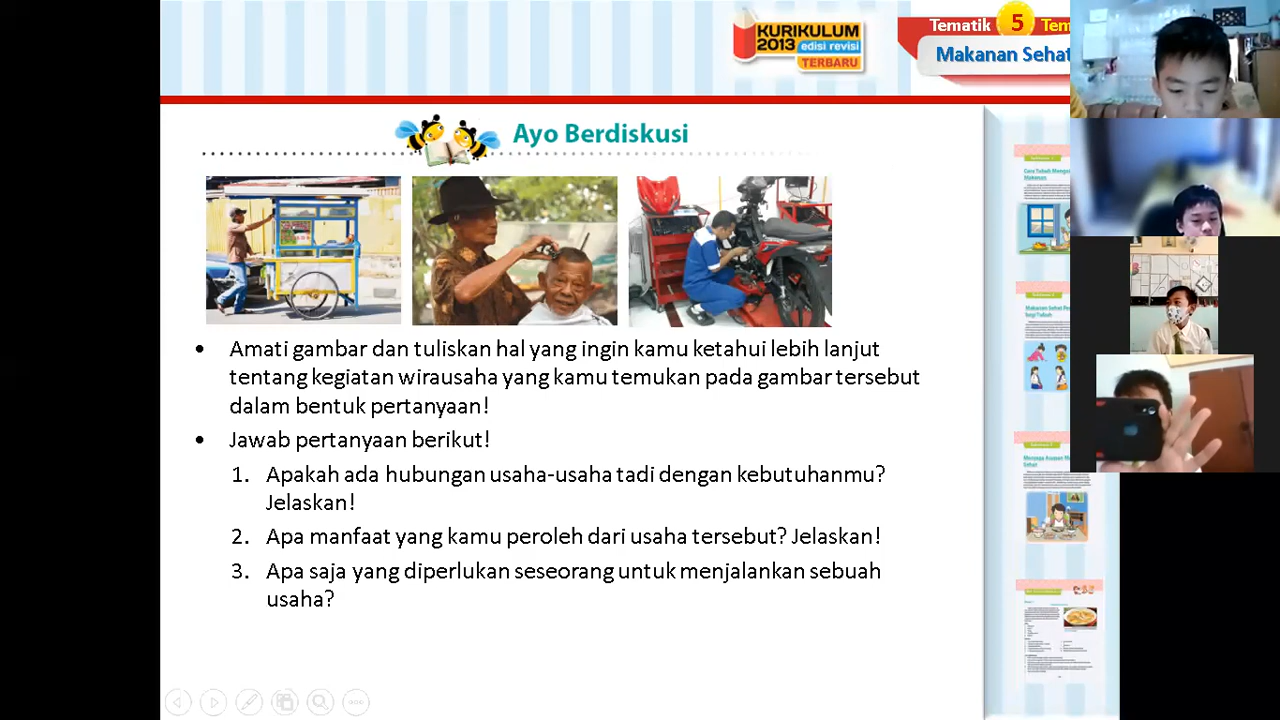 KURIKULUM
2013 edisi revisi
TERBARU
Tematik 5 Tem
Makanan Sehat
Ayo Berdiskusi
• Amati gambar dan tuliskan hal yang ingin kamu ketahui lebih lanjut
tentang kegiatan wirausaha yang kamu temukan pada gambar tersebut
dalam bentuk pertanyaan!
• Jawab pertanyaan berikut!
1. Apakah ada hubungan usaha-usaha tadi dengan kebutuhanmu?
Jelaskan!
2. Apa manfaat yang kamu peroleh dari usaha tersebut? Jelaskan!
3. Apa saja yang diperlukan seseorang untuk menjalankan sebuah
usaha?